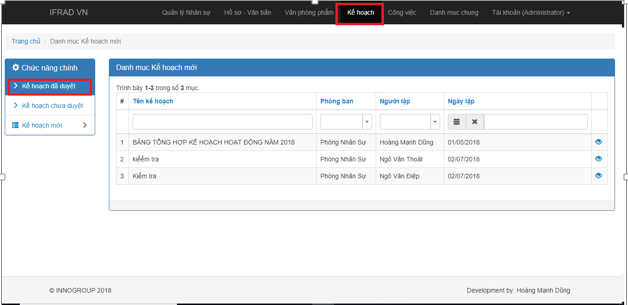 IFRAD VN
Quản lý Nhân sự Hồ sơ - Văn bản Văn phòng phẩm Kế hoạch Công việc Danh mục chung Tài khoản (Administrator)
Trang chủ / Danh mục Kế hoạch mới
Chức năng chính
Kế hoạch đã duyệt
Kế hoạch chưa duyệt
Kế hoạch mới
Danh mục Kế hoạch mới
Trình bày 1-3 trong số 3 mục.
# Tên kế hoạch Phòng ban Người lập Ngày lập
1 BẢNG TỔNG HỢP KẾ HOẠCH HOẠT ĐỘNG NĂM 2018 Phòng Nhân Sự Hoàng Mạnh Dũng 01/05/2018
2 kiểểm tra Phòng Nhân Sự Ngô Văn Thoát 02/07/2018
3 Kiểm tra Phòng Nhân Sự Ngô Văn Điệp 02/07/2018
© INNOGROUP 2018
Development by: Hoàng Mạnh Dũng